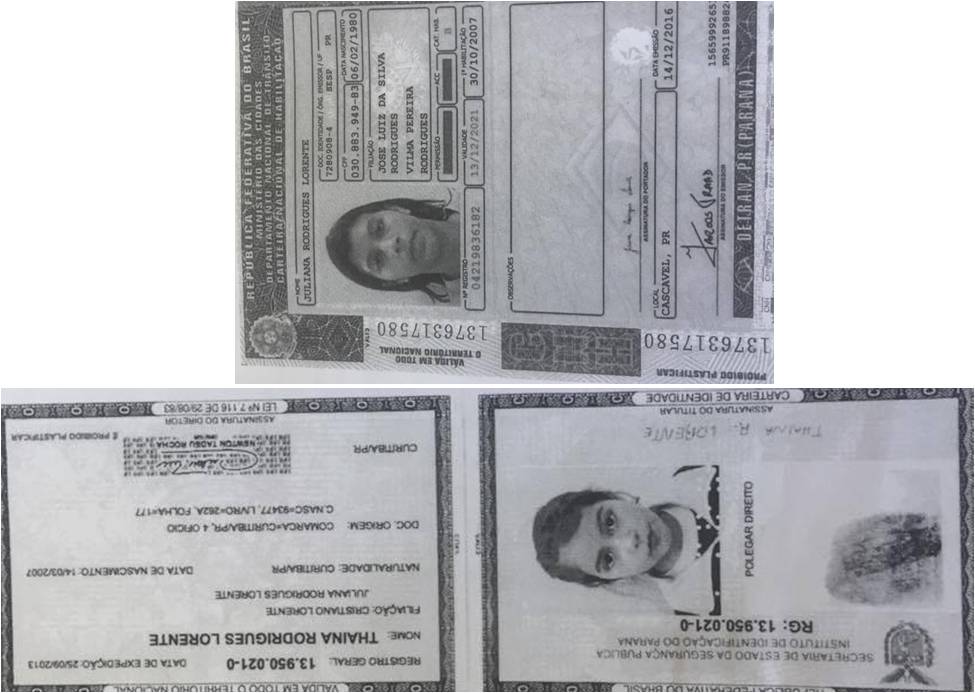 REPÚBLICA FEDERATIVA DO BRASIL
MINISTÉRIO DAS CIDADES
DEPARTAMENTO NACIONAL DE TRÂNSITO
CARTEIRA NACIONAL DE HABILITAÇÃO
NOME
JULIANA RODRIGUES LORENTE
DOC. IDENTIDADE / ÓRG. EMISSOR / UF
7280908-4 SESP PR
CPF DATA NASCIMENTO
030.883.949-83 06/02/1980
FILIAÇÃO
JOSE LUIZ DA SILVA
RODRIGUES
VILMA PEREIRA
RODRIGUES
PERMISSÃO ACC CAT. HAB.
B
Nº REGISTRO VALIDADE 1ª HABILITAÇÃO
04219836182 13/12/2021 30/10/2007
VÁLIDA EM TODO
O TERRITÓRIO NACIONAL
1376317580
OBSERVAÇÕES
ASSINATURA DO PORTADOR
LOCAL DATA EMISSÃO
CASCAVEL, PR 14/12/2016
ASSINATURA DO EMISSOR
DETRAN, PR (PARANA)
PROIBIDO PLASTIFICAR
1376317580
VÁLIDA EM TODO O TERRITÓRIO NACIONAL
REGISTRO GERAL: 13.950.021-0 DATA DE EXPEDIÇÃO: 25/09/2013
NOME: THAINA RODRIGUES LORENTE
FILIAÇÃO: CRISTIANO LORENTE
JULIANA RODRIGUES LORENTE
NATURALIDADE: CURITIBA/PR DATA DE NASCIMENTO: 14/03/2007
DOC. ORIGEM: COMARCA=CURITIBA/PR, 4 OFICIO
C.NASC=93477, LIVRO=262A, FOLHA=177
CURITIBA/PR
NEWTON TADEU ROCHA
ASSINATURA DO DIRETOR
É PROIBIDO PLASTIFICAR
LEI Nº 7.116 DE 29/08/83
SECRETARIA DE ESTADO DA SEGURANÇA PÚBLICA
INSTITUTO DE IDENTIFICAÇÃO DO PARANÁ
RG: 13.950.021-0
POLEGAR DIREITO
THAINA R. LORENTE
ASSINATURA DO TITULAR
CARTEIRA DE IDENTIDADE